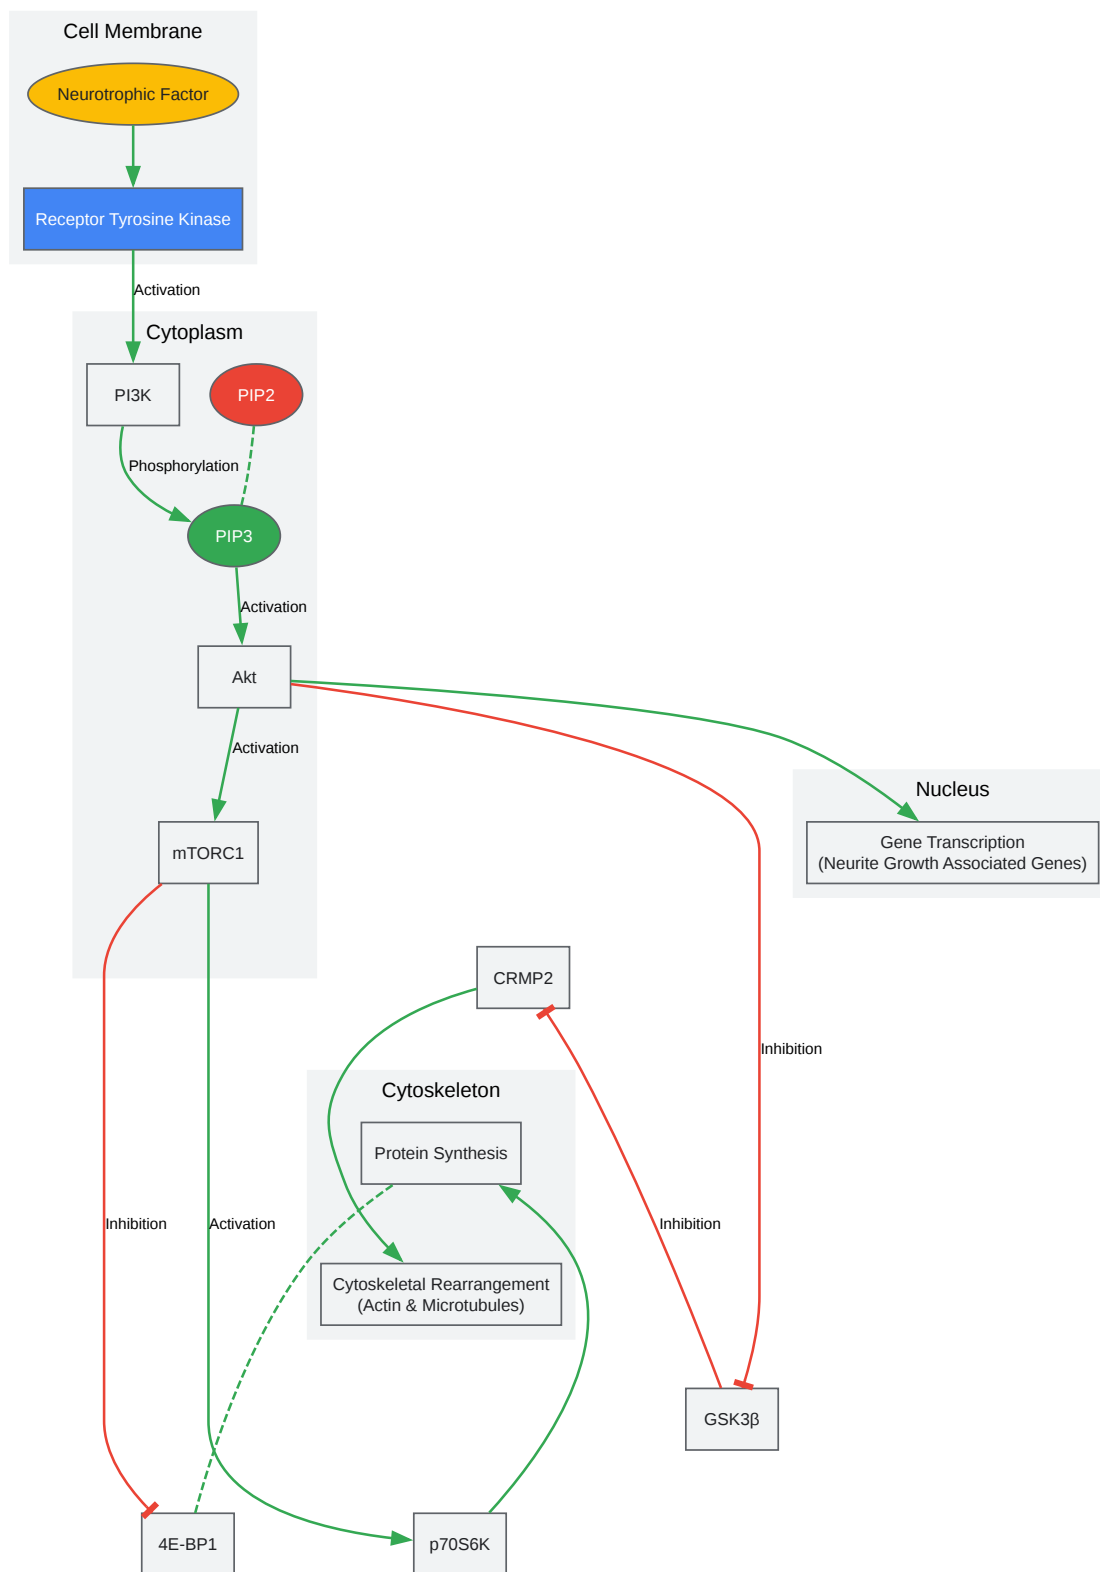 Cell Membrane
Neurotrophic Factor
Receptor Tyrosine Kinase
Activation
Cytoplasm
PI3K
PIP2
Phosphorylation
PIP3
Activation
Akt
Activation
Nucleus
Gene Transcription
(Neurite Growth Associated Genes)
mTORC1
CRMP2
Inhibition
Cytoskeleton
Protein Synthesis
Inhibition
Activation
Inhibition
Cytoskeletal Rearrangement
(Actin & Microtubules)
GSK3β
4E-BP1
p70S6K